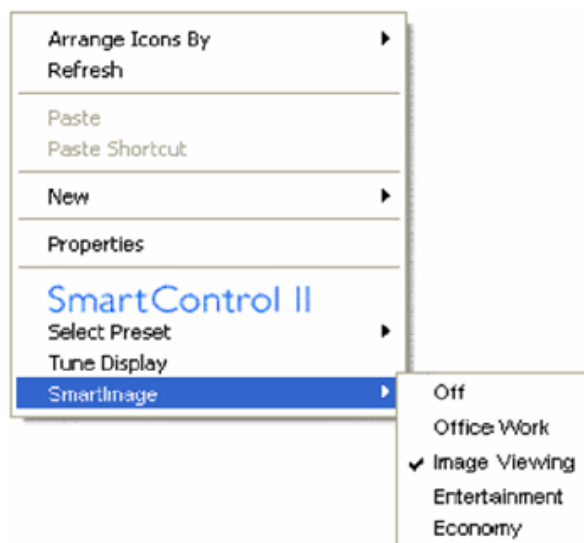 Arrange Icons By
Refresh
Paste
Paste Shortcut
New
Properties
SmartControl II
Select Preset
Tune Display
SmartImage
Off
Office Work
Image Viewing
Entertainment
Economy